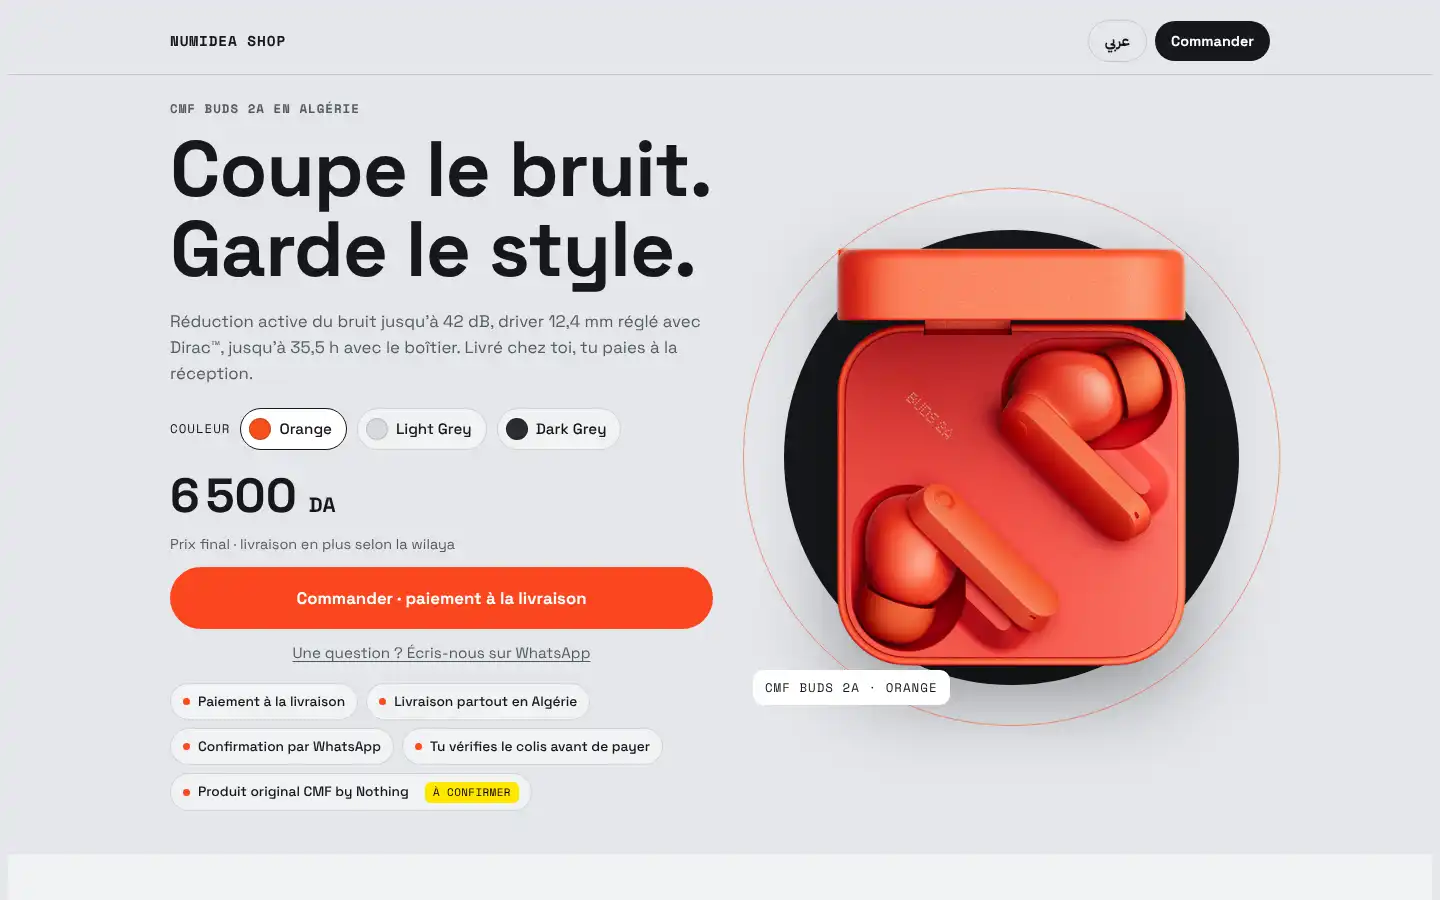 NUMIDEA SHOP
عربي
Commander
CMF BUDS 2A EN ALGÉRIE
Coupe le bruit.
Garde le style.
Réduction active du bruit jusqu'à 42 dB, driver 12,4 mm réglé avec
Dirac™, jusqu'à 35,5 h avec le boîtier. Livré chez toi, tu paies à la
réception.
COULEUR
Orange
Light Grey
Dark Grey
6 500 DA
Prix final · livraison en plus selon la wilaya
Commander · paiement à la livraison
Une question ? Écris-nous sur WhatsApp
Paiement à la livraison
Livraison partout en Algérie
Confirmation par WhatsApp
Tu vérifies le colis avant de payer
Produit original CMF by Nothing
À CONFIRMER
BUDS 2A
CMF BUDS 2A · ORANGE